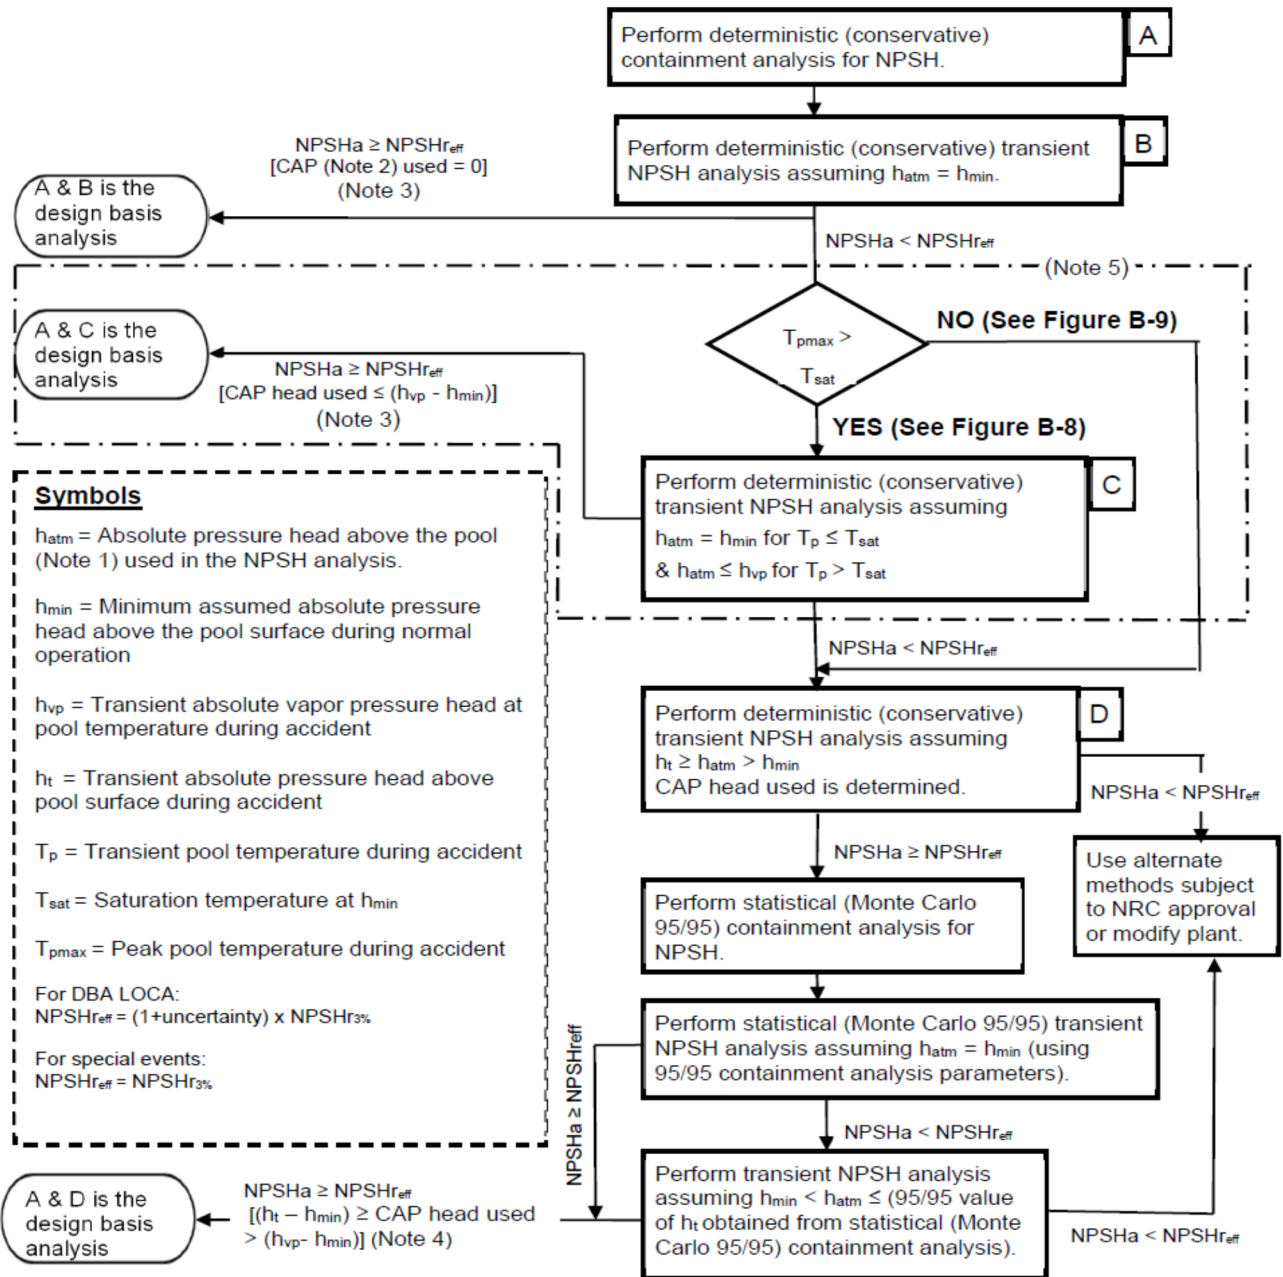 Perform deterministic (conservative)
containment analysis for NPSH.
A
Perform deterministic (conservative) transient
NPSH analysis assuming hatm = hmin.
B
NPSHa ≥ NPSHreff
[CAP (Note 2) used = 0]
(Note 3)
A & B is the
design basis
analysis
NPSHa < NPSHreff
(Note 5)
Tpmax >
Tsat
NO (See Figure B-9)
A & C is the
design basis
analysis
NPSHa ≥ NPSHreff
[CAP head used ≤ (hvp - hmin)]
(Note 3)
YES (See Figure B-8)
Perform deterministic (conservative)
transient NPSH analysis assuming
hatm = hmin for Tp ≤ Tsat
& hatm ≤ hvp for Tp > Tsat
C
Symbols
hatm = Absolute pressure head above the pool
(Note 1) used in the NPSH analysis.
hmin = Minimum assumed absolute pressure
head above the pool surface during normal
operation
hvp = Transient absolute vapor pressure head at
pool temperature during accident
ht = Transient absolute pressure head above
pool surface during accident
Tp = Transient pool temperature during accident
Tsat = Saturation temperature at hmin
Tpmax = Peak pool temperature during accident
For DBA LOCA:
NPSHreff = (1+uncertainty) x NPSHr3%
For special events:
NPSHreff = NPSHr3%
NPSHa < NPSHreff
Perform deterministic (conservative)
transient NPSH analysis assuming
ht ≥ hatm > hmin
CAP head used is determined.
D
NPSHa < NPSHreff
NPSHa ≥ NPSHreff
Use alternate
methods subject
to NRC approval
or modify plant.
Perform statistical (Monte Carlo
95/95) containment analysis for
NPSH.
Perform statistical (Monte Carlo 95/95) transient
NPSH analysis assuming hatm = hmin (using
95/95 containment analysis parameters).
NPSHa ≥ NPSHreff
NPSHa < NPSHreff
Perform transient NPSH analysis
assuming hmin < hatm ≤ (95/95 value
of ht obtained from statistical (Monte
Carlo 95/95) containment analysis).
NPSHa < NPSHreff
NPSHa ≥ NPSHreff
[(ht – hmin) ≥ CAP head used
> (hvp- hmin)] (Note 4)
A & D is the
design basis
analysis